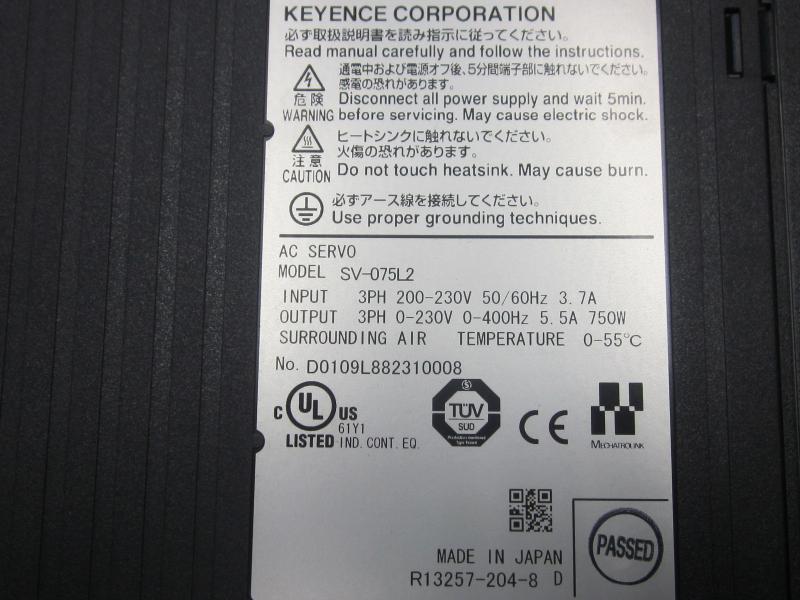 KEYENCE CORPORATION
必ず取扱説明書を読み指示に従ってください。
Read manual carefully and follow the instructions.
通電中および電源オフ後、5分間端子部に触れないでください。
感電の恐れがあります。
危険
WARNING
Disconnect all power supply and wait 5min.
before servicing. May cause electric shock.
ヒートシンクに触れないでください。
火傷の恐れがあります。
注意
CAUTION
Do not touch heatsink. May cause burn.
必ずアース線を接続してください。
Use proper grounding techniques.
AC SERVO
MODEL SV-075L2
INPUT 3PH 200-230V 50/60Hz 3.7A
OUTPUT 3PH 0-230V 0-400Hz 5.5A 750W
SURROUNDING AIR TEMPERATURE 0-55℃
No. D0109L882310008
C UL US
LISTED
61Y1
IND. CONT. EQ.
TÜV
SUD
CE
MECHATROLINK
PASSED
MADE IN JAPAN
R13257-204-8 D